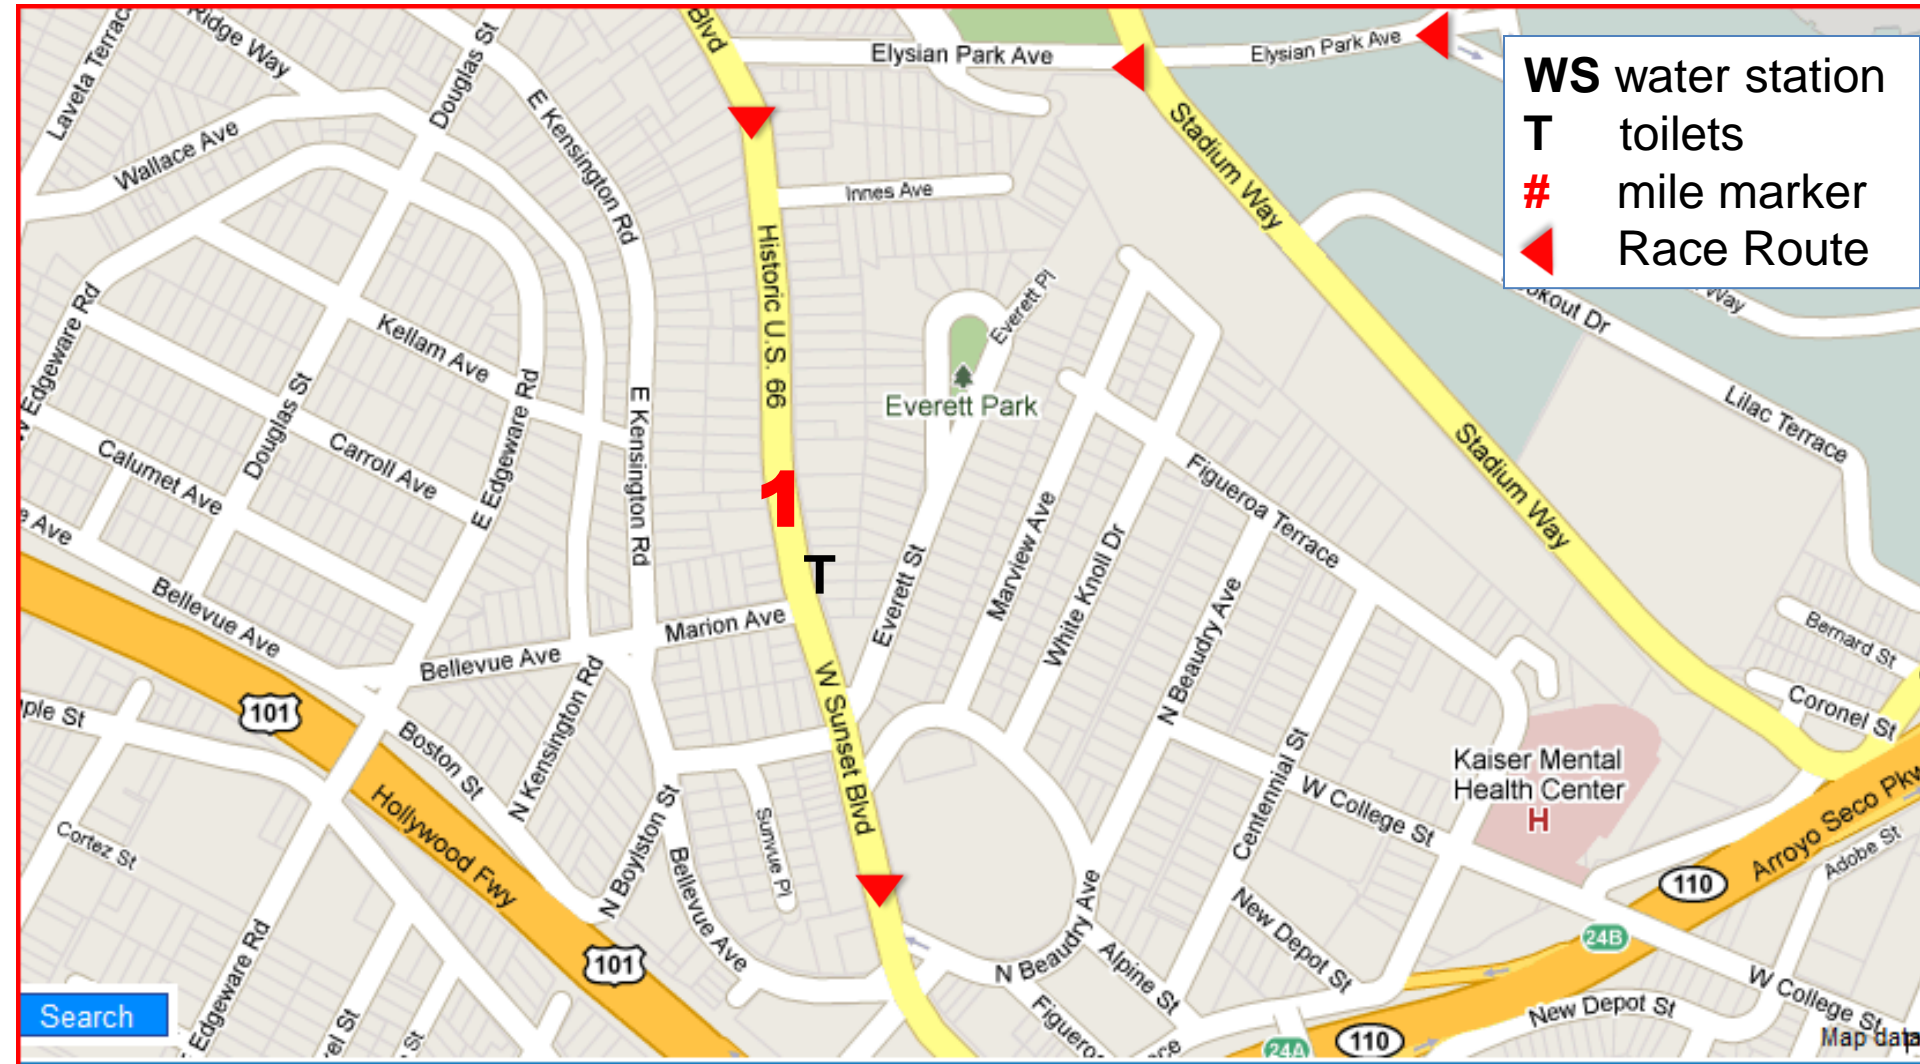 Laveta Terrace
Ridge Way
Douglas St
Blvd
Elysian Park Ave
Elysian Park Ave
WS water station
T toilets
# mile marker
Race Route
Wallace Ave
E Kensington Rd
Stadium Way
Innes Ave
Historic U.S. 66
Everett Pl
Way
Lilac Terrace
W Edgeware Rd
Kellam Ave
Everett Park
Douglas St
E Edgeware Rd
E Kensington Rd
Carroll Ave
Calumet Ave
Figueroa Terrace
Stadium Way
1
T
Everett St
Marview Ave
White Knoll Dr
N Beaudry Ave
Bellevue Ave
Marion Ave
Bellevue Ave
Bernard St
Coronel St
101
Boston St
N Kensington Rd
W Sunset Blvd
Centennial St
Kaiser Mental
Health Center
H
W College St
Arroyo Seco Pkw
Adobe St
110
Cortez St
Hollywood Fwy
N Boylston St
Sunvue Pl
Bellevue Ave
N Beaudry Ave
Alpine St
New Depot St
24B
101
Edgeware Rd
Search
W College St
New Depot St
24A
110
Map data